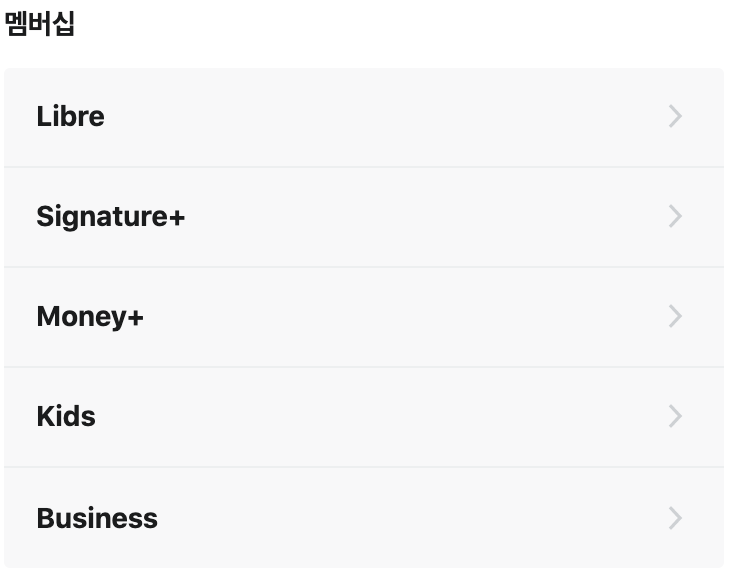 멤버십
Libre
Signature+
Money+
Kids
Business